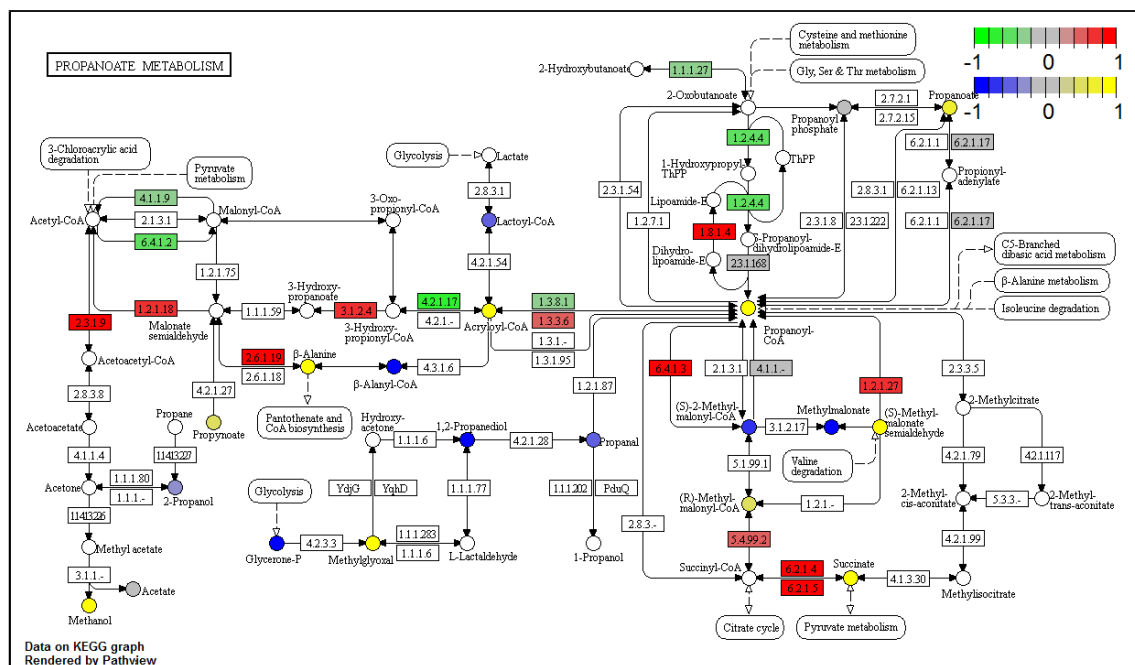 PROPANOATE METABOLISM
Cysteine and methionine
metabolism
Gly, Ser & Thr metabolism
-1 0 1
-1 0 1
2-Hydroxybutanoate
1.1.1.27
2-Oxobutanoate
Propanoyl
phosphate
2.7.2.1
2.7.2.15
Propanoate
3-Chloroacrylic acid
degradation
Pyruvate
metabolism
Glycolysis
Lactate
2.8.3.1
Lactoyl-CoA
4.2.1.54
1.2.4.4
1-Hydroxypropyl-
ThPP
ThPP
Lipoamide-E
1.2.4.4
1.8.1.4
Dihydro-
lipoamide-E
S-Propanoyl-
dihydrolipoamide-E
2.3.1.168
2.3.1.54
1.2.7.1
2.3.1.8
2.3.1.222
2.8.3.1
6.2.1.13
6.2.1.1
6.2.1.17
Propionyl-
adenylate
6.2.1.1
6.2.1.17
C5-Branched
dibasic acid metabolism
β-Alanine metabolism
Isoleucine degradation
4.1.1.9
Acetyl-CoA
2.1.3.1
Malonyl-CoA
6.4.1.2
3-Oxo-
propionyl-CoA
1.2.1.75
3-Hydroxy-
propanoate
1.2.1.18
Malonate
semialdehyde
1.1.1.59
3.1.2.4
3-Hydroxy-
propionyl-CoA
4.2.1.17
4.2.1.-
Acryloyl-CoA
1.3.8.1
1.3.3.6
1.3.1.-
1.3.1.95
Propanoyl-
CoA
2.3.1.9
Acetoacetyl-CoA
2.6.1.19
2.6.1.18
β-Alanine
4.3.1.6
β-Alanyl-CoA
Pantothenate and
CoA biosynthesis
4.2.1.27
Propynoate
2.8.3.8
Acetoacetate
Propane
1.14.13.227
4.1.1.4
Acetone
1.1.1.80
1.1.1.-
2-Propanol
1.14.13.226
Methyl acetate
3.1.1.-
Acetate
Methanol
Hydroxy-
acetone
1.1.1.6
1,2-Propanediol
4.2.1.28
Propanal
1.2.1.87
YdjG
YqhD
1.1.1.77
1.1.1.202
PduQ
Glycolysis
Glycerone-P
4.2.3.3
Methylglyoxal
1.1.1.283
1.1.1.6
L-Lactaldehyde
1-Propanol
6.4.1.3
2.1.3.1
4.1.1.-
1.2.1.27
2.3.3.5
(S)-2-Methyl-
malonyl-CoA
3.1.2.17
Methylmalonate
(S)-Methyl-
malonate
semialdehyde
2-Methylcitrate
5.1.99.1
Valine
degradation
4.2.1.79
4.2.1.117
(R)-Methyl-
malonyl-CoA
1.2.1.-
2-Methyl-
cis-aconitate
5.3.3.-
2-Methyl-
trans-aconitate
2.8.3.-
5.4.99.2
4.2.1.99
Succinyl-CoA
6.2.1.4
6.2.1.5
Succinate
4.1.3.30
Methylisocitrate
Citrate cycle
Pyruvate metabolism
Data on KEGG graph
Rendered by Pathview